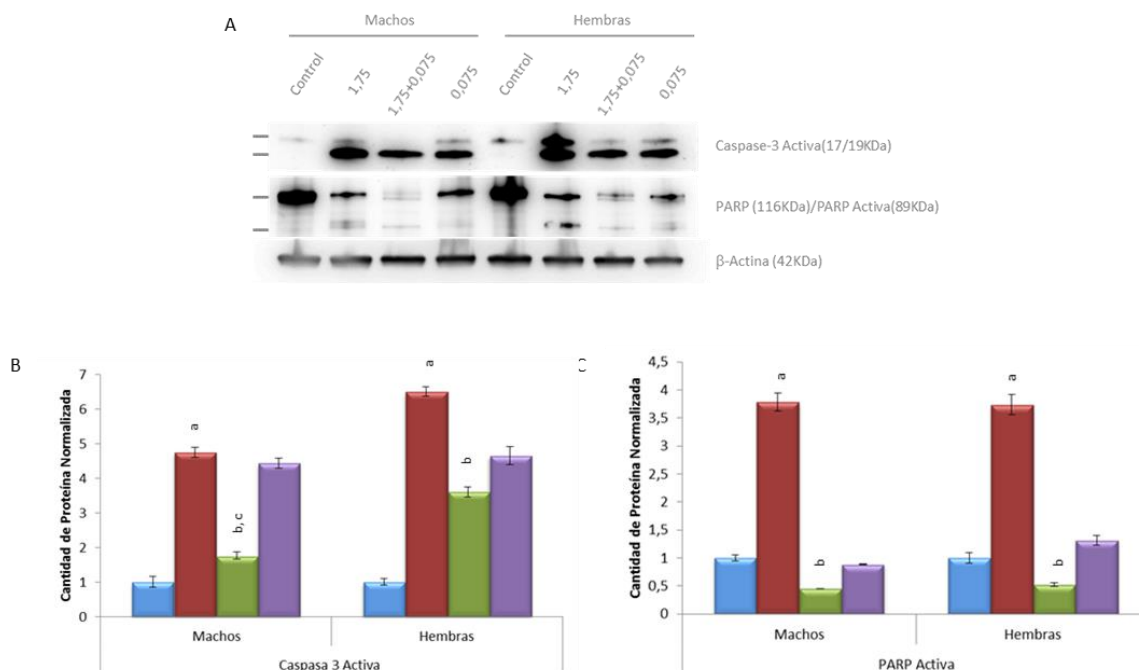 A
Machos
Hembras
Control
1,75
1,75+0,075
0,075
Control
1,75
1,75+0,075
0,075
Caspase-3 Activa(17/19KDa)
PARP (116KDa)/PARP Activa(89KDa)
β-Actina (42KDa)
B
Cantidad de Proteína Normalizada
7
6
5
4
3
2
1
0
a
b, c
a
b
Machos
Hembras
Caspasa 3 Activa
Cantidad de Proteína Normalizada
4,5
4
3,5
3
2,5
2
1,5
1
0,5
0
a
b
a
b
Machos
Hembras
PARP Activa